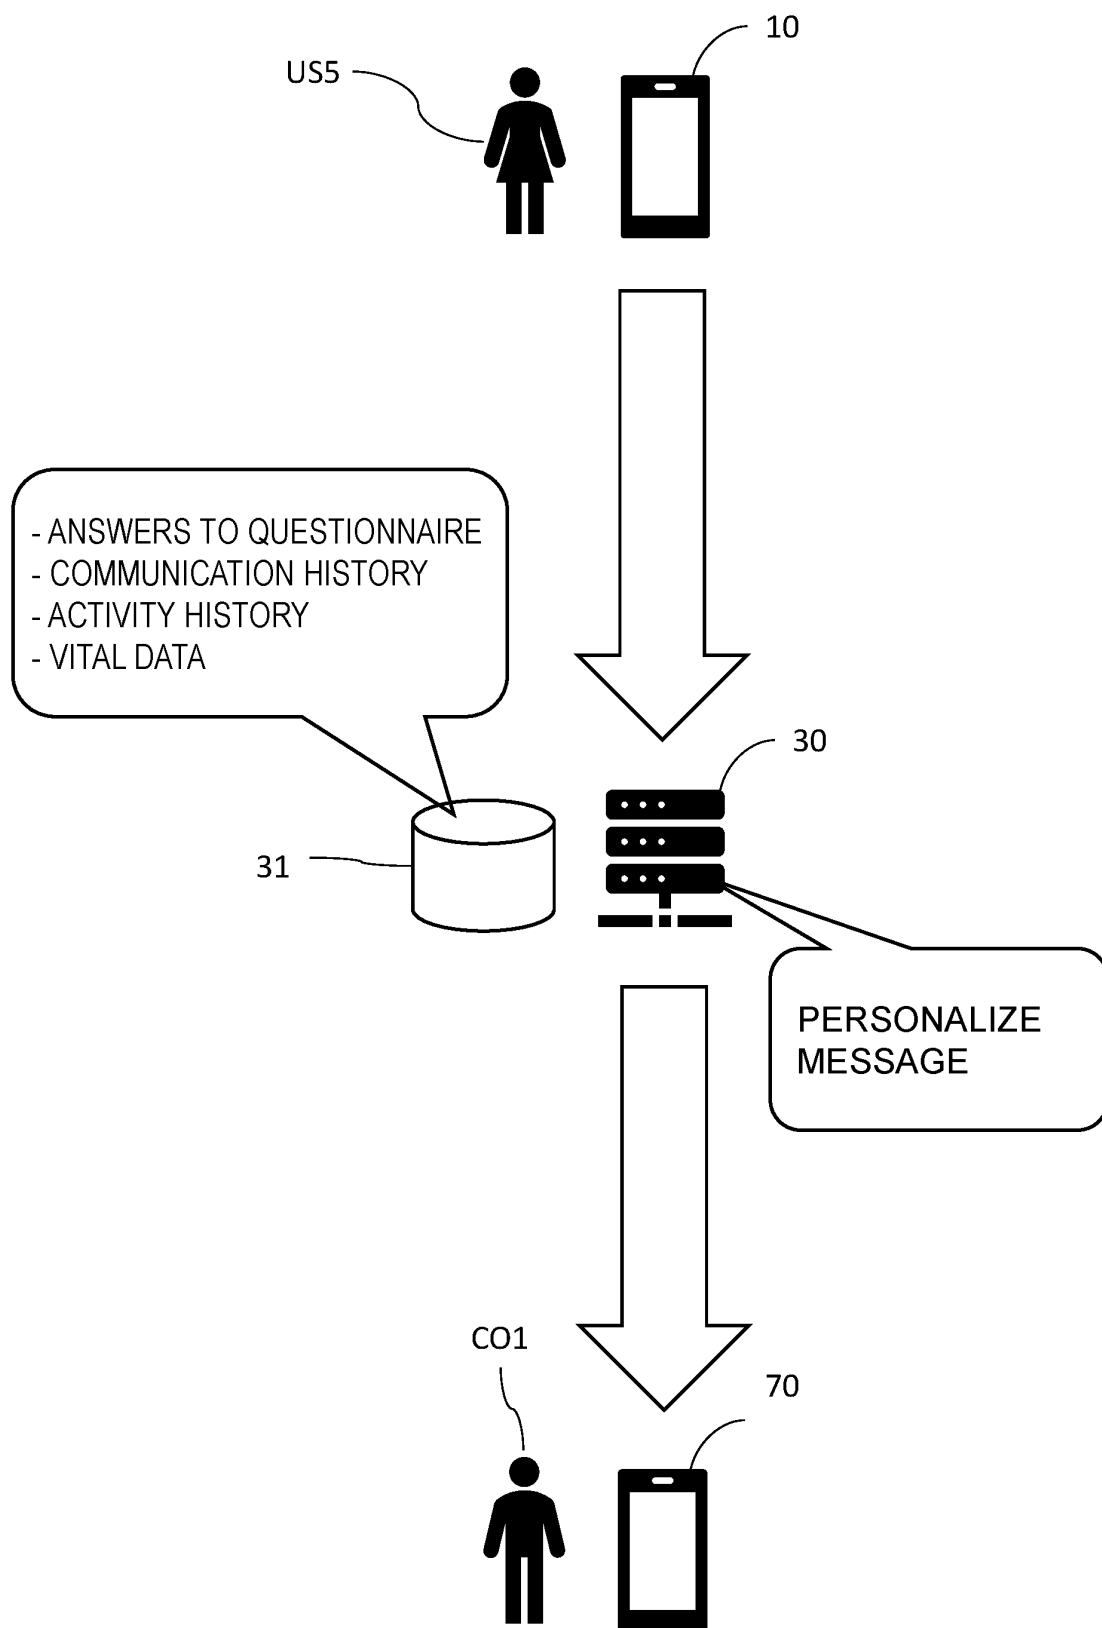 10
US5
- ANSWERS TO QUESTIONNAIRE
- COMMUNICATION HISTORY
- ACTIVITY HISTORY
- VITAL DATA
30
31
PERSONALIZE
MESSAGE
CO1
70